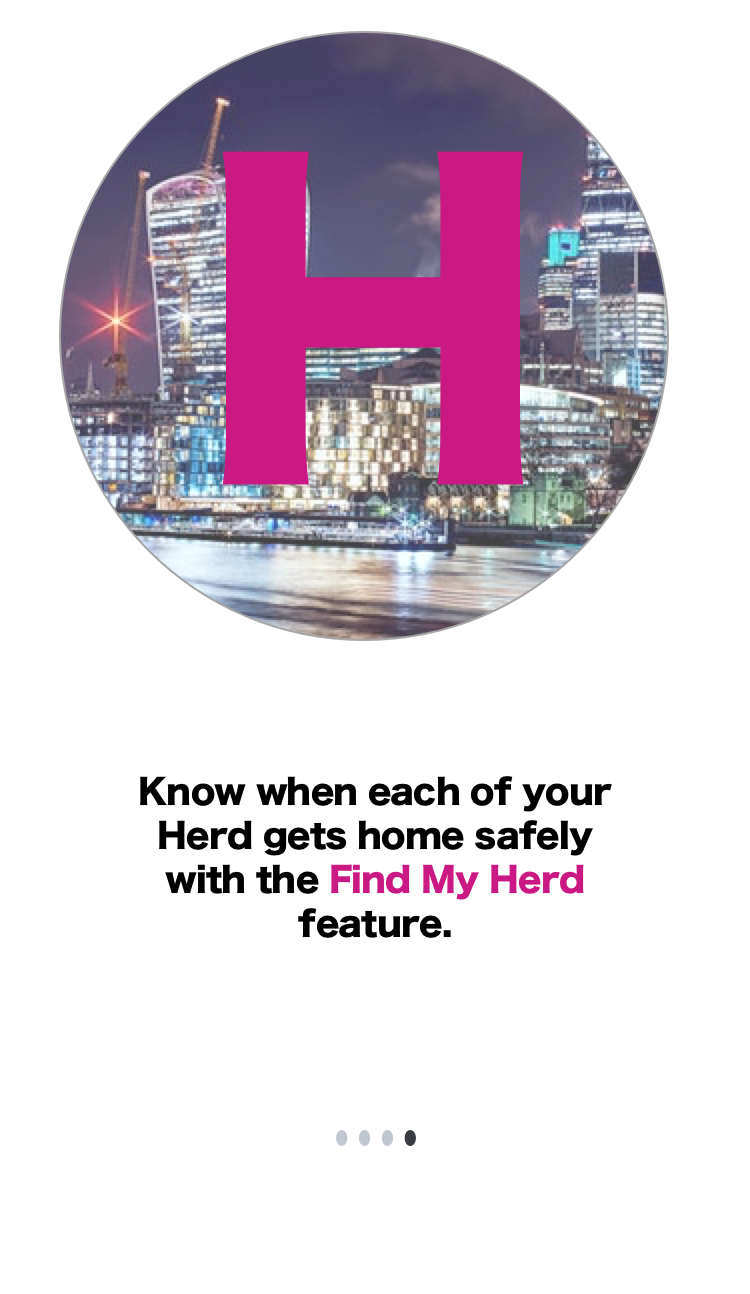 H
Know when each of your
Herd gets home safely
with the Find My Herd
feature.